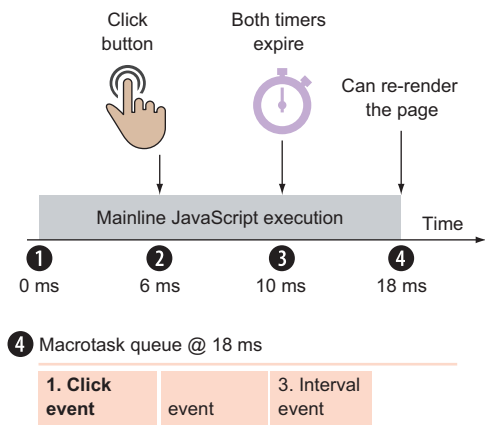 Click
button
Both timers
expire
Can re-render
the page
Mainline JavaScript execution
Time
1
2
3
4
0 ms
6 ms
10 ms
18 ms
4 Macrotask queue @ 18 ms
1. Click
event
event
3. Interval
event